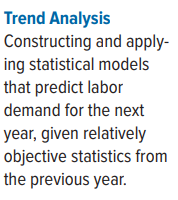 Trend Analysis
Constructing and apply-
ing statistical models
that predict labor
demand for the next
year, given relatively
objective statistics from
the previous year.